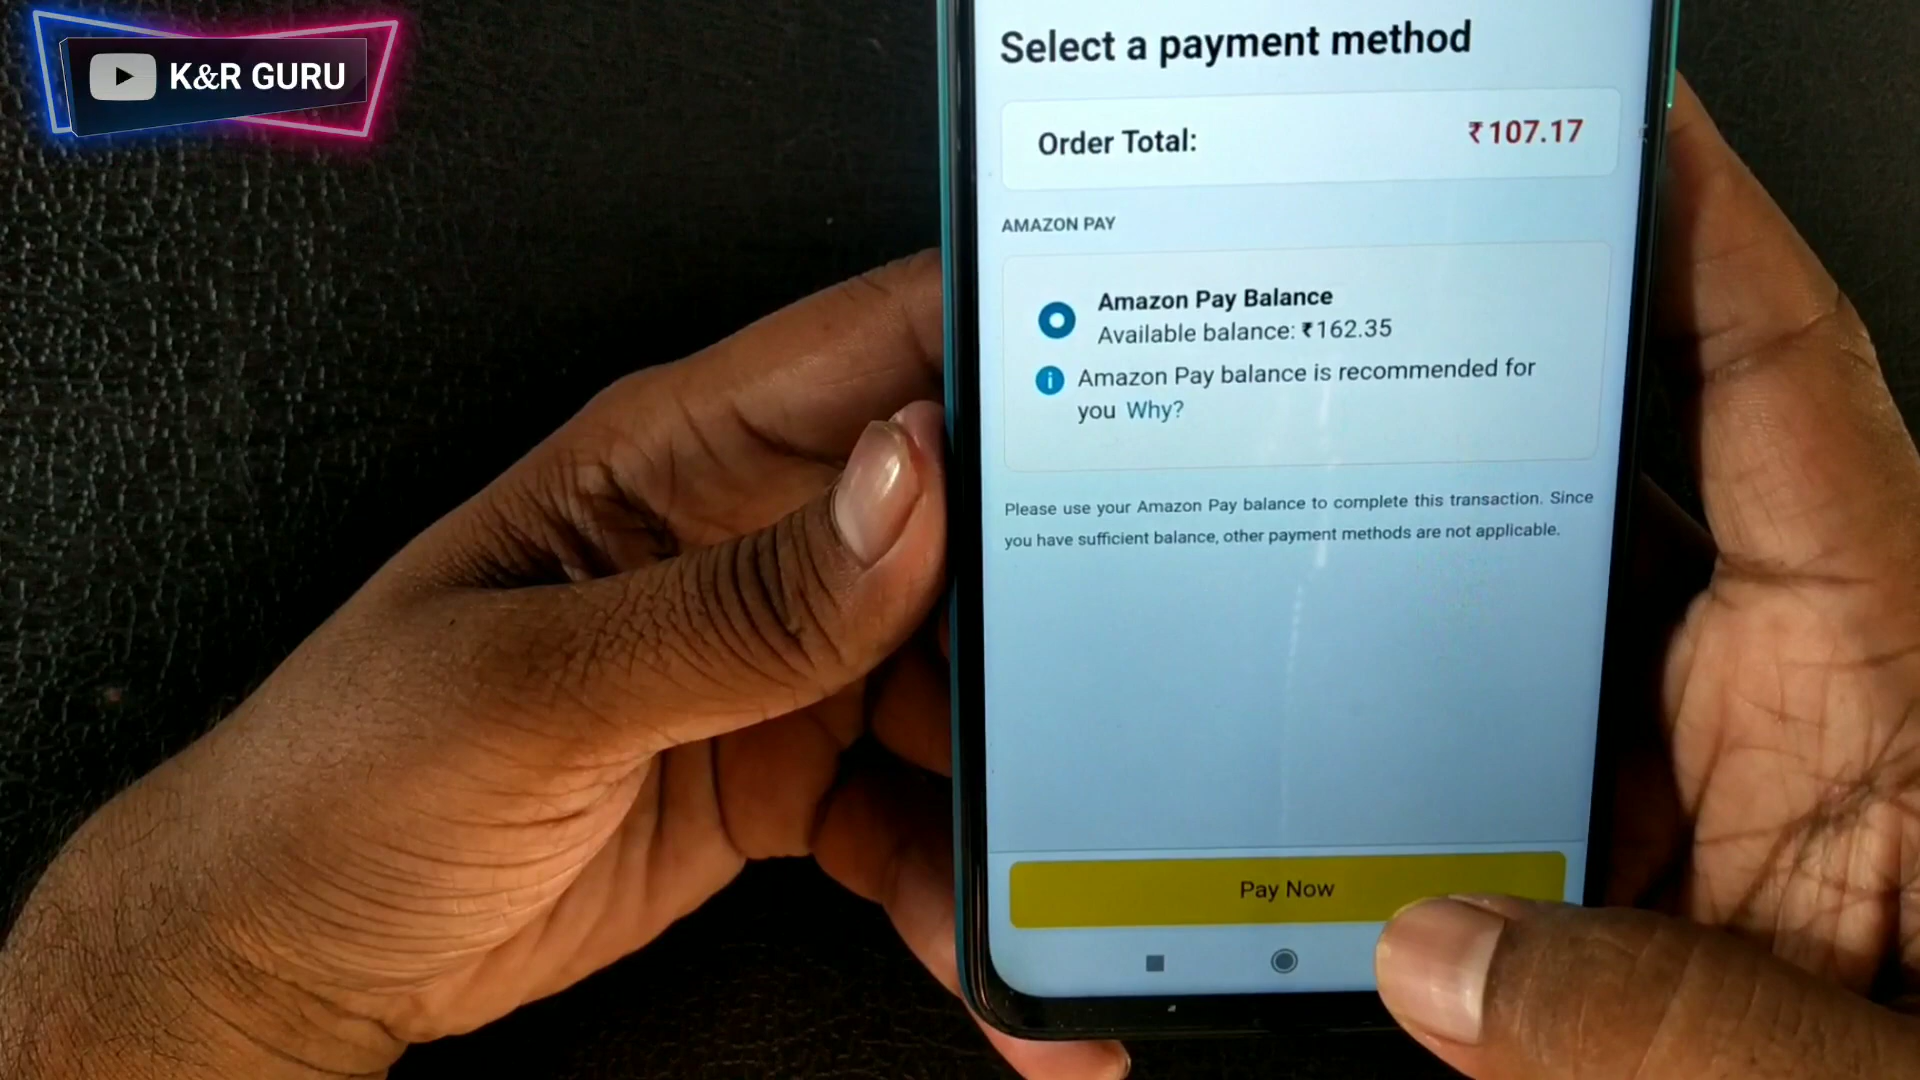 K&R GURU
Select a payment method
Order Total:
₹107.17
AMAZON PAY
Amazon Pay Balance
Available balance: ₹162.35
Amazon Pay balance is recommended for
you Why?
Please use your Amazon Pay balance to complete this transaction. Since
you have sufficient balance, other payment methods are not applicable.
Pay Now